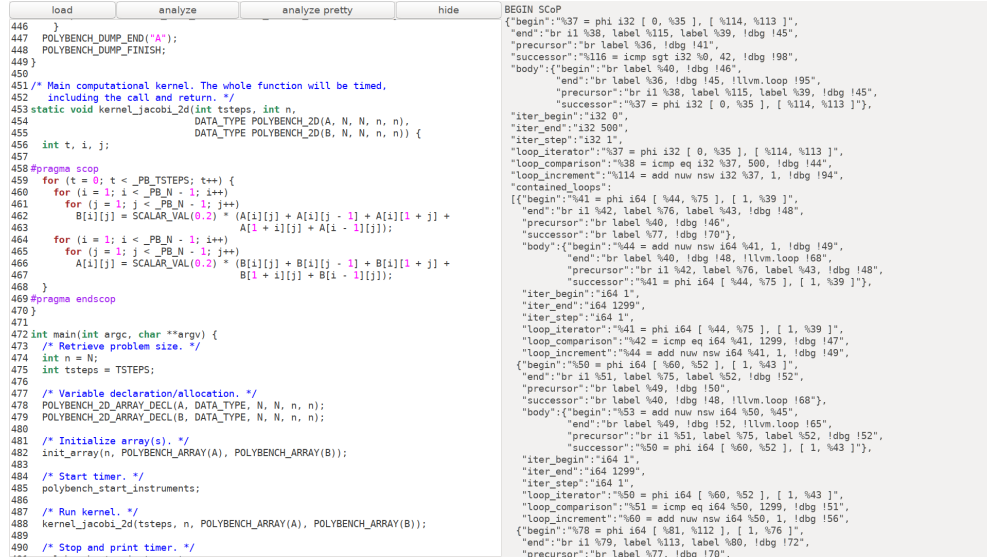 load
analyze
analyze pretty
hide
446     }
447   POLYBENCH_DUMP_END("A");
448   POLYBENCH_DUMP_FINISH;
449 }
450
451 /* Main computational kernel. The whole function will be timed,
452    including the call and return. */
453 static void kernel_jacobi_2d(int tsteps, int n,
454                              DATA_TYPE POLYBENCH_2D(A, N, N, n, n),
455                              DATA_TYPE POLYBENCH_2D(B, N, N, n, n)) {
456   int t, i, j;
457
458 #pragma scop
459   for (t = 0; t < _PB_TSTEPS; t++) {
460     for (i = 1; i < _PB_N - 1; i++)
461       for (j = 1; j < _PB_N - 1; j++)
462         B[i][j] = SCALAR_VAL(0.2) * (A[i][j] + A[i][j - 1] + A[i][1 + j] +
463                                      A[1 + i][j] + A[i - 1][j]);
464     for (i = 1; i < _PB_N - 1; i++)
465       for (j = 1; j < _PB_N - 1; j++)
466         A[i][j] = SCALAR_VAL(0.2) * (B[i][j] + B[i][j - 1] + B[i][1 + j] +
467                                      B[1 + i][j] + B[i - 1][j]);
468   }
469 #pragma endscop
470 }
471
472 int main(int argc, char **argv) {
473   /* Retrieve problem size. */
474   int n = N;
475   int tsteps = TSTEPS;
476
477   /* Variable declaration/allocation. */
478   POLYBENCH_2D_ARRAY_DECL(A, DATA_TYPE, N, N, n, n);
479   POLYBENCH_2D_ARRAY_DECL(B, DATA_TYPE, N, N, n, n);
480
481   /* Initialize array(s). */
482   init_array(n, POLYBENCH_ARRAY(A), POLYBENCH_ARRAY(B));
483
484   /* Start timer. */
485   polybench_start_instruments;
486
487   /* Run kernel. */
488   kernel_jacobi_2d(tsteps, n, POLYBENCH_ARRAY(A), POLYBENCH_ARRAY(B));
489
490   /* Stop and print timer. */
BEGIN SCoP
{"begin":"%37 = phi i32 [ 0, %35 ], [ %114, %113 ]",
 "end":"br i1 %38, label %115, label %39, !dbg !45",
 "precursor":"br label %36, !dbg !41",
 "successor":"%116 = icmp sgt i32 %0, 42, !dbg !98",
 "body":{"begin":"br label %40, !dbg !46",
         "end":"br label %36, !dbg !45, !llvm.loop !95",
         "precursor":"br i1 %38, label %115, label %39, !dbg !45",
         "successor":"%37 = phi i32 [ 0, %35 ], [ %114, %113 ]"},
 "iter_begin":"i32 0",
 "iter_end":"i32 500",
 "iter_step":"i32 1",
 "loop_iterator":"%37 = phi i32 [ 0, %35 ], [ %114, %113 ]",
 "loop_comparison":"%38 = icmp eq i32 %37, 500, !dbg !44",
 "loop_increment":"%114 = add nuw nsw i32 %37, 1, !dbg !94",
 "contained_loops":
 [{"begin":"%41 = phi i64 [ %44, %75 ], [ 1, %39 ]",
   "end":"br i1 %42, label %76, label %43, !dbg !48",
   "precursor":"br label %40, !dbg !46",
   "successor":"br label %77, !dbg !70"},
   "body":{"begin":"%44 = add nuw nsw i64 %41, 1, !dbg !49",
           "end":"br label %40, !dbg !48, !llvm.loop !68",
           "precursor":"br i1 %42, label %76, label %43, !dbg !48",
           "successor":"%41 = phi i64 [ %44, %75 ], [ 1, %39 ]"},
   "iter_begin":"i64 1",
   "iter_end":"i64 1299",
   "iter_step":"i64 1",
   "loop_iterator":"%41 = phi i64 [ %44, %75 ], [ 1, %39 ]",
   "loop_comparison":"%42 = icmp eq i64 %41, 1299, !dbg !47",
   "loop_increment":"%44 = add nuw nsw i64 %41, 1, !dbg !49",
  {"begin":"%50 = phi i64 [ %60, %52 ], [ 1, %43 ]",
   "end":"br i1 %51, label %75, label %52, !dbg !52",
   "precursor":"br label %49, !dbg !50",
   "successor":"br label %40, !dbg !48, !llvm.loop !68"},
   "body":{"begin":"%53 = add nuw nsw i64 %50, %45",
           "end":"br label %49, !dbg !52, !llvm.loop !65",
           "precursor":"br i1 %51, label %75, label %52, !dbg !52",
           "successor":"%50 = phi i64 [ %60, %52 ], [ 1, %43 ]"},
   "iter_begin":"i64 1",
   "iter_end":"i64 1299",
   "iter_step":"i64 1",
   "loop_iterator":"%50 = phi i64 [ %60, %52 ], [ 1, %43 ]",
   "loop_comparison":"%51 = icmp eq i64 %50, 1299, !dbg !51",
   "loop_increment":"%60 = add nuw nsw i64 %50, 1, !dbg !56",
  {"begin":"%78 = phi i64 [ %81, %112 ], [ 1, %76 ]",
   "end":"br i1 %79, label %113, label %80, !dbg !72",
   "precursor":"br label %77, !dbg !70",